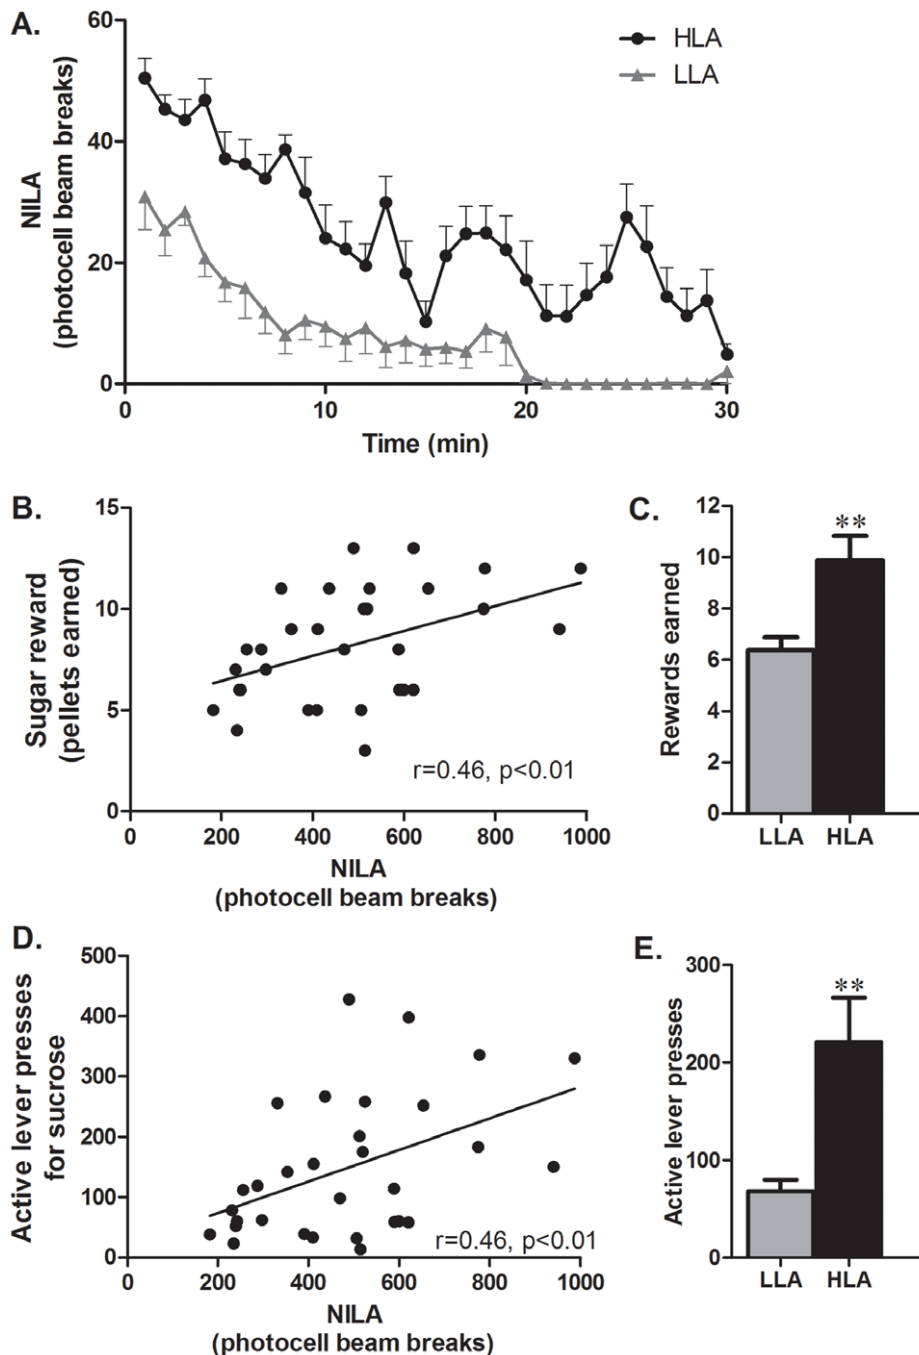 A.
60
40
20
0
NILA
(photocell beam breaks)
HLA
LLA
0 10 20 30
Time (min)
B.
15
10
5
0
Sugar reward
(pellets earned)
r=0.46, p<0.01
0 200 400 600 800 1000
NILA
(photocell beam breaks)
C.
12
10
8
6
4
2
0
Rewards earned
**
LLA HLA
D.
500
400
300
200
100
0
Active lever presses
for sucrose
r=0.46, p<0.01
0 200 400 600 800 1000
NILA
(photocell beam breaks)
E.
300
200
100
0
Active lever presses
**
LLA HLA